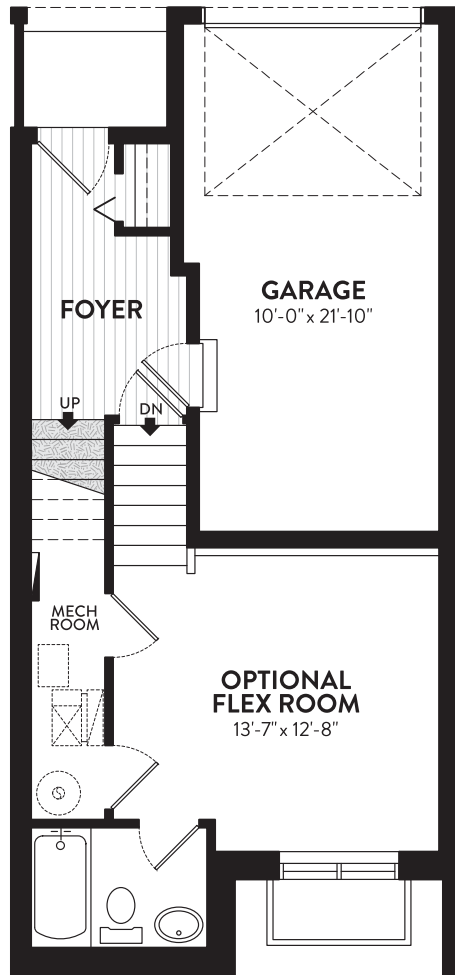 GARAGE
10'-0" x 21'-10"
FOYER
UP
DN
MECH
ROOM
OPTIONAL
FLEX ROOM
13'-7" x 12'-8"